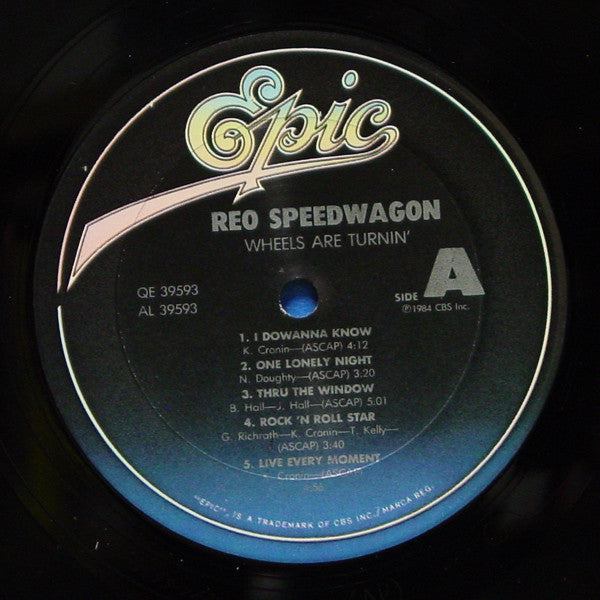 Epic
REO SPEEDWAGON
WHEELS ARE TURNIN'
QE 39593
AL 39593
SIDE A
℗1984 CBS Inc.
1. I DOWANNA KNOW
K. Cronin—(ASCAP) 4:12
2. ONE LONELY NIGHT
N. Doughty—(ASCAP) 3:20
3. THRU THE WINDOW
B. Hall—J. Hall—(ASCAP) 5:01
4. ROCK 'N ROLL STAR
G. Richrath—K. Cronin—T. Kelly—
(ASCAP) 3:40
5. LIVE EVERY MOMENT
Cronin—(ASCAP)
:56
"EPIC", IS A TRADEMARK OF CBS INC./ MARCA REG.